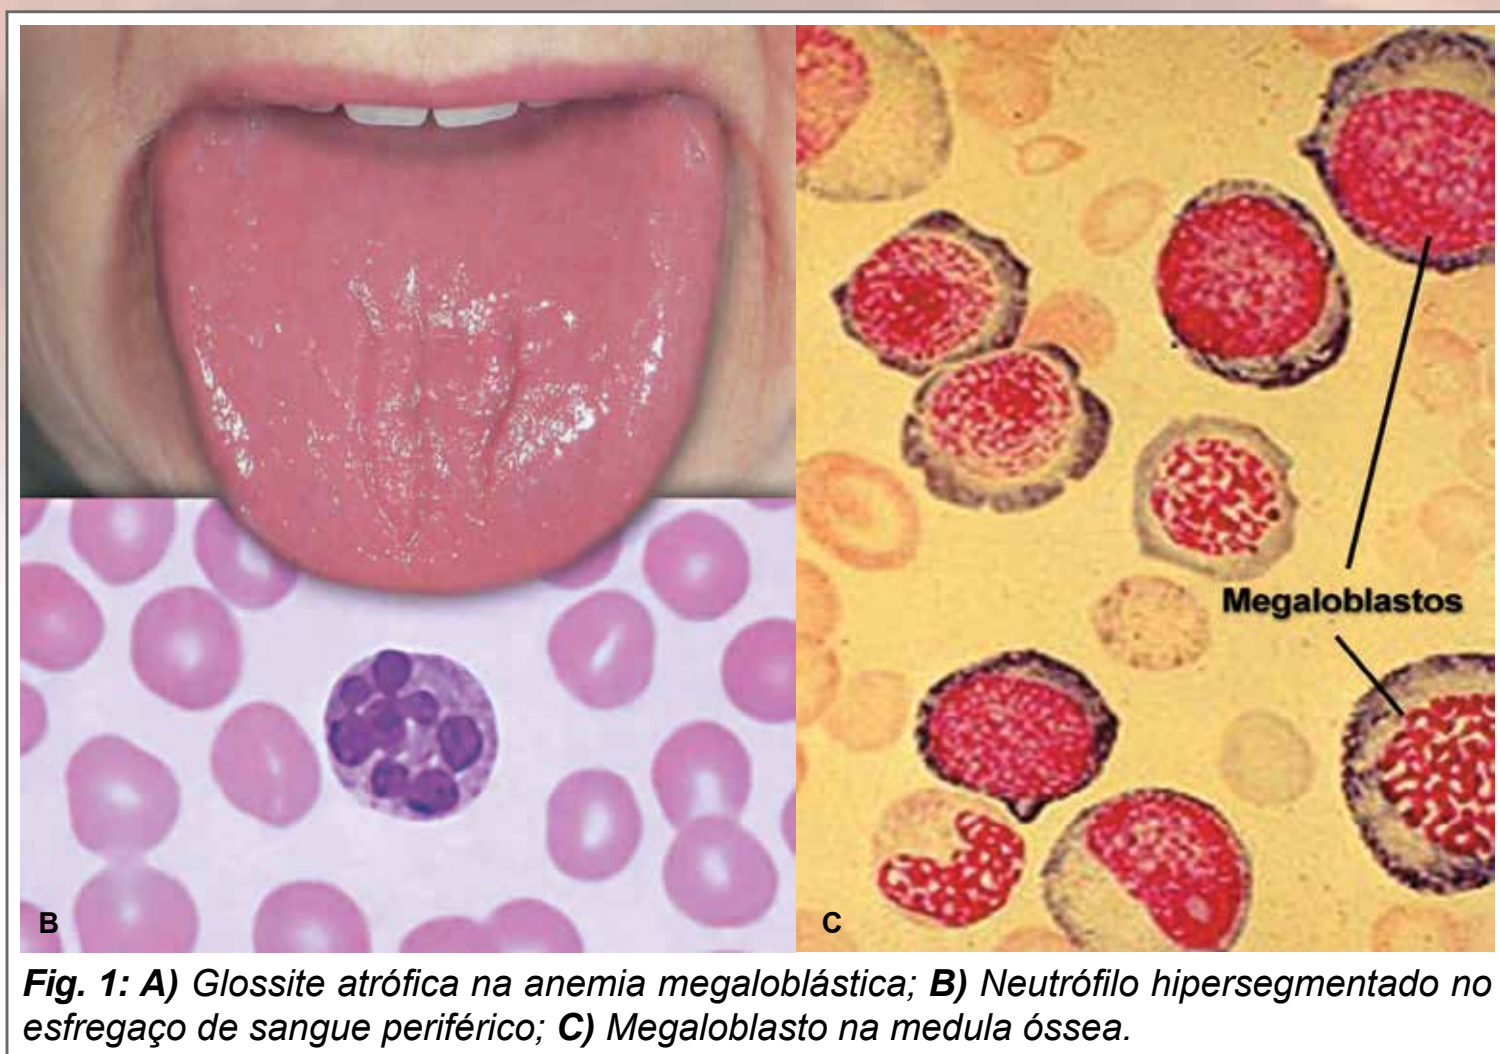 Megaloblastos
B
C
Fig. 1: A) Glossite atrófica na anemia megaloblástica; B) Neutrófilo hipersegmentado no
esfregaço de sangue periférico; C) Megaloblasto na medula óssea.